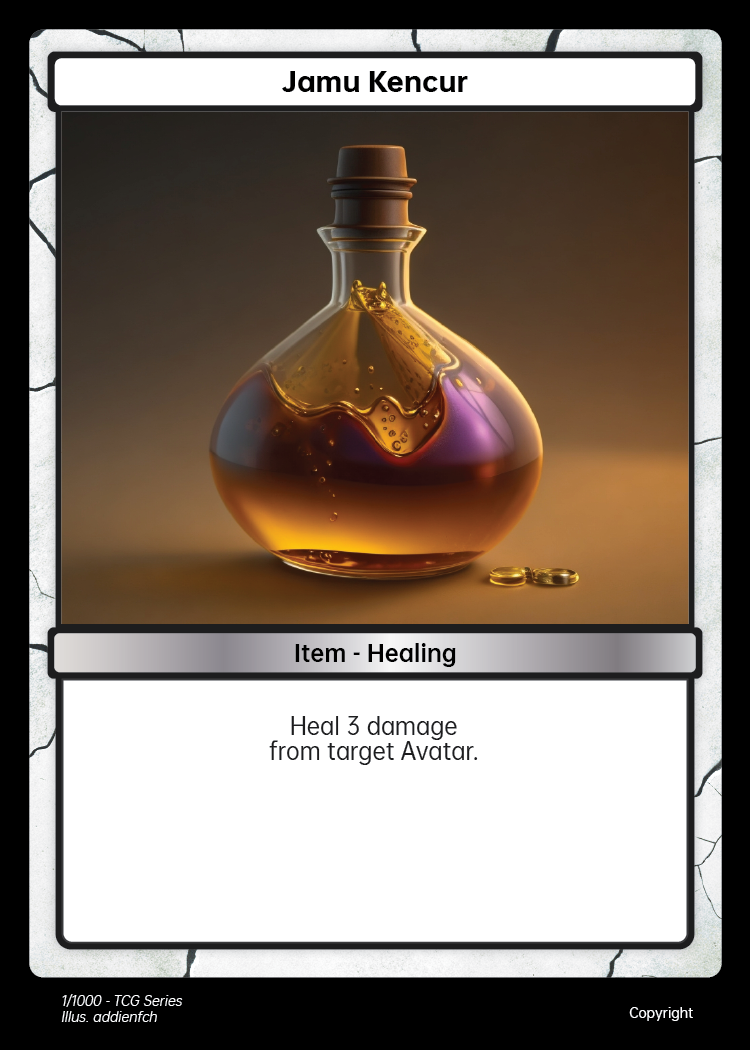 Jamu Kencur
Item - Healing
Heal 3 damage
from target Avatar.
1/1000 - TCG Series
Illus. addienfch
Copyright